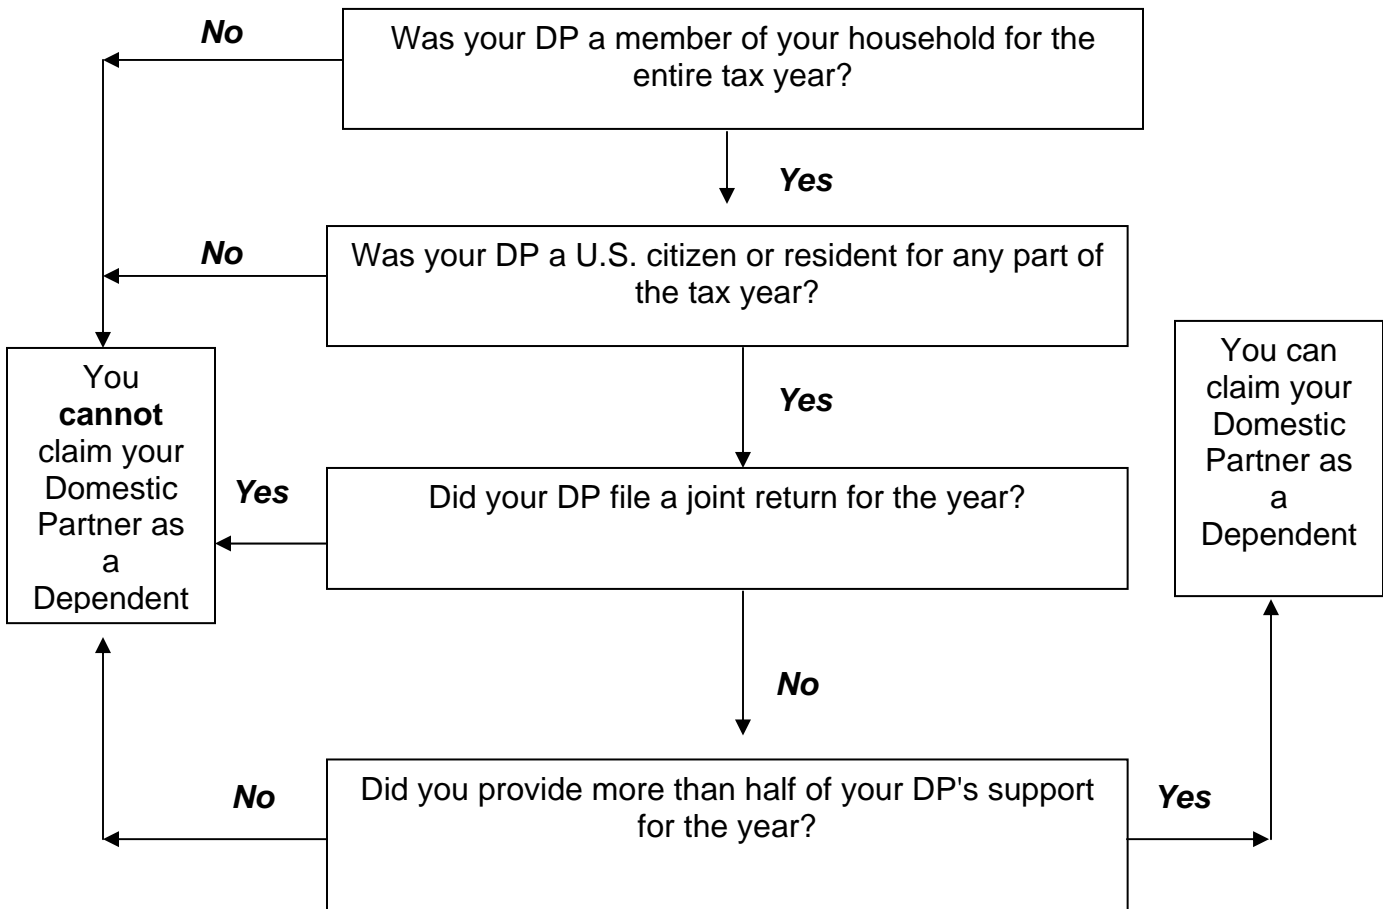 No
Was your DP a member of your household for the
entire tax year?
Yes
No
Was your DP a U.S. citizen or resident for any part of
the tax year?
Yes
You
cannot
claim your
Domestic
Partner as
a
Dependent
You can
claim your
Domestic
Partner as
a
Dependent
Yes
Did your DP file a joint return for the year?
No
No
Did you provide more than half of your DP's support
for the year?
Yes